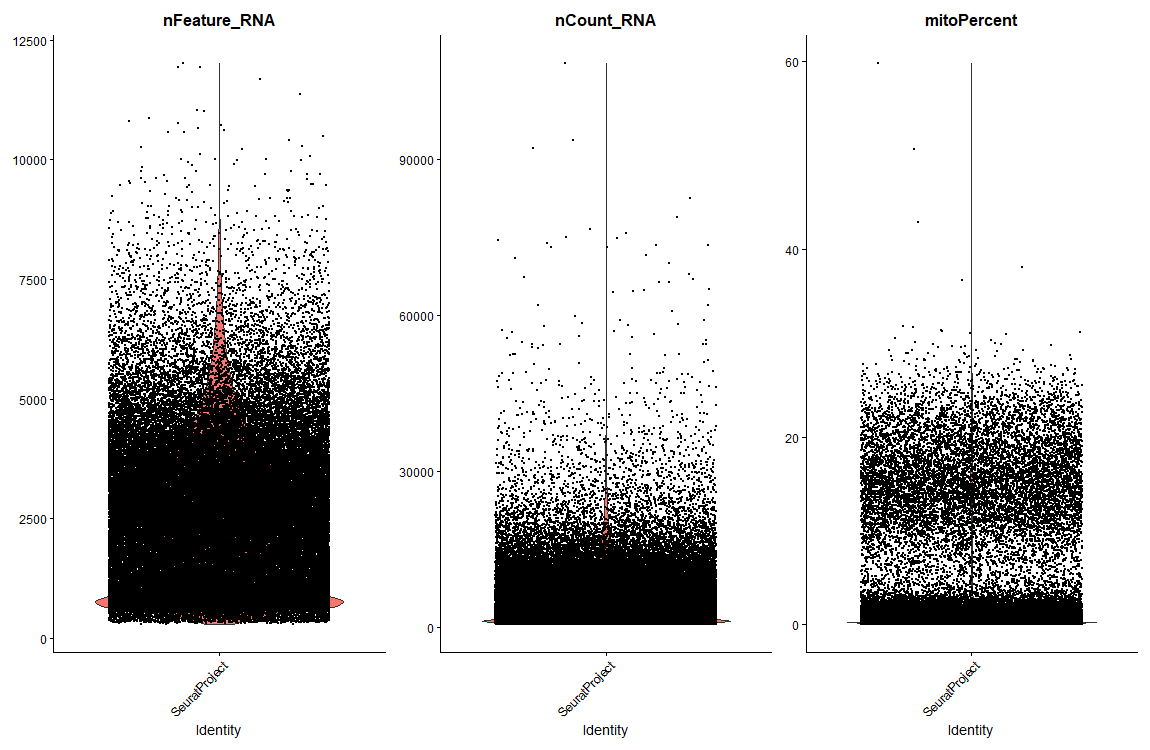 nFeature_RNA
12500
10000
7500
5000
2500
0
SeuratProject
Identity
nCount_RNA
90000
60000
30000
0
SeuratProject
Identity
mitoPercent
60
40
20
0
SeuratProject
Identity